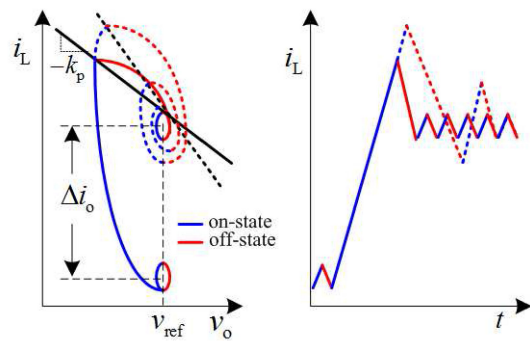 i_L
−k_p
Δi_o
on-state
off-state
v_ref
v_o
i_L
t